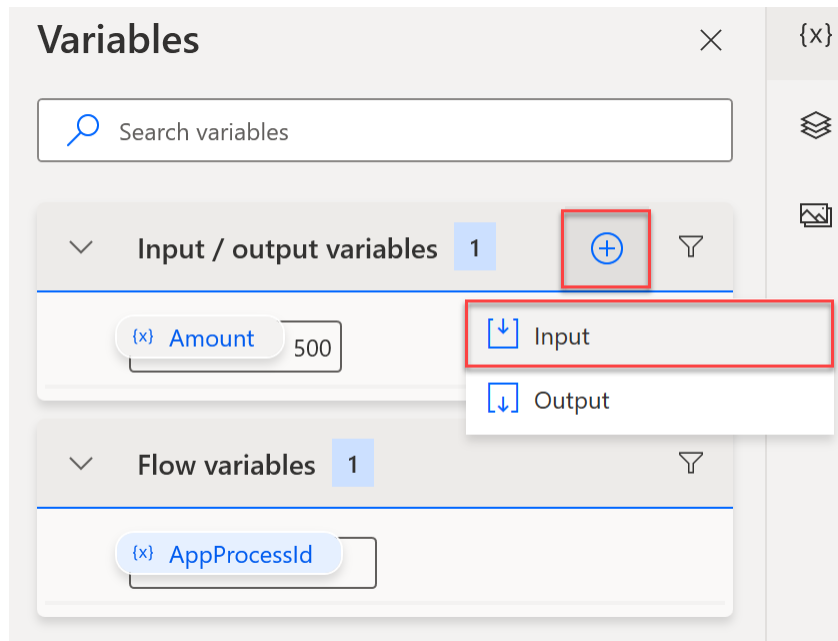 Variables
{x}
Search variables
Input / output variables 1
{x} Amount 500
Input
Output
Flow variables 1
{x} AppProcessId